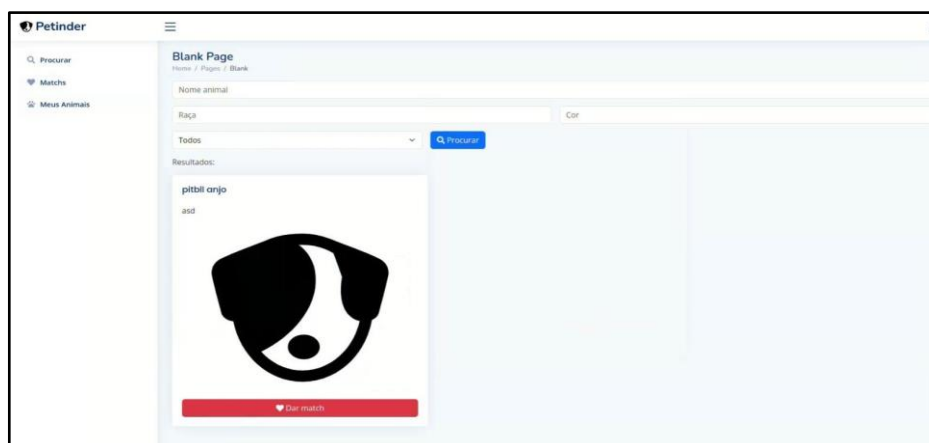 Petinder
Procurar
Matchs
Meus Animais
Blank Page
Home / Pages / Blank
Nome animal
Raça
Cor
Todos
Procurar
Resultados:
pitbll anjo
asd
Dar match